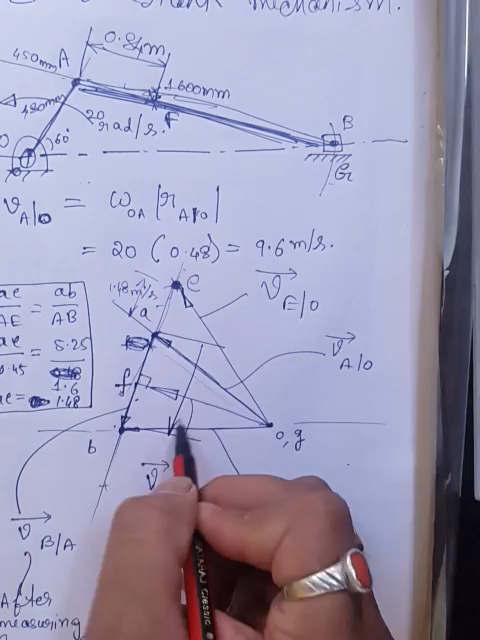 mechanism.
0.84m
450mm A
1600mm
480mm
20 rad/s.
F
B
O
60°
G
V A/O = ω OA |r A/O|
= 20 (0.48) = 9.6 m/s.
ae/AE = ab/AB
ae/0.45 = 5.25/1.6
ae = 1.48
1.48 m/s
e
V E/O
a
V A/O
f
b
o, g
V
V B/A
After
measuring